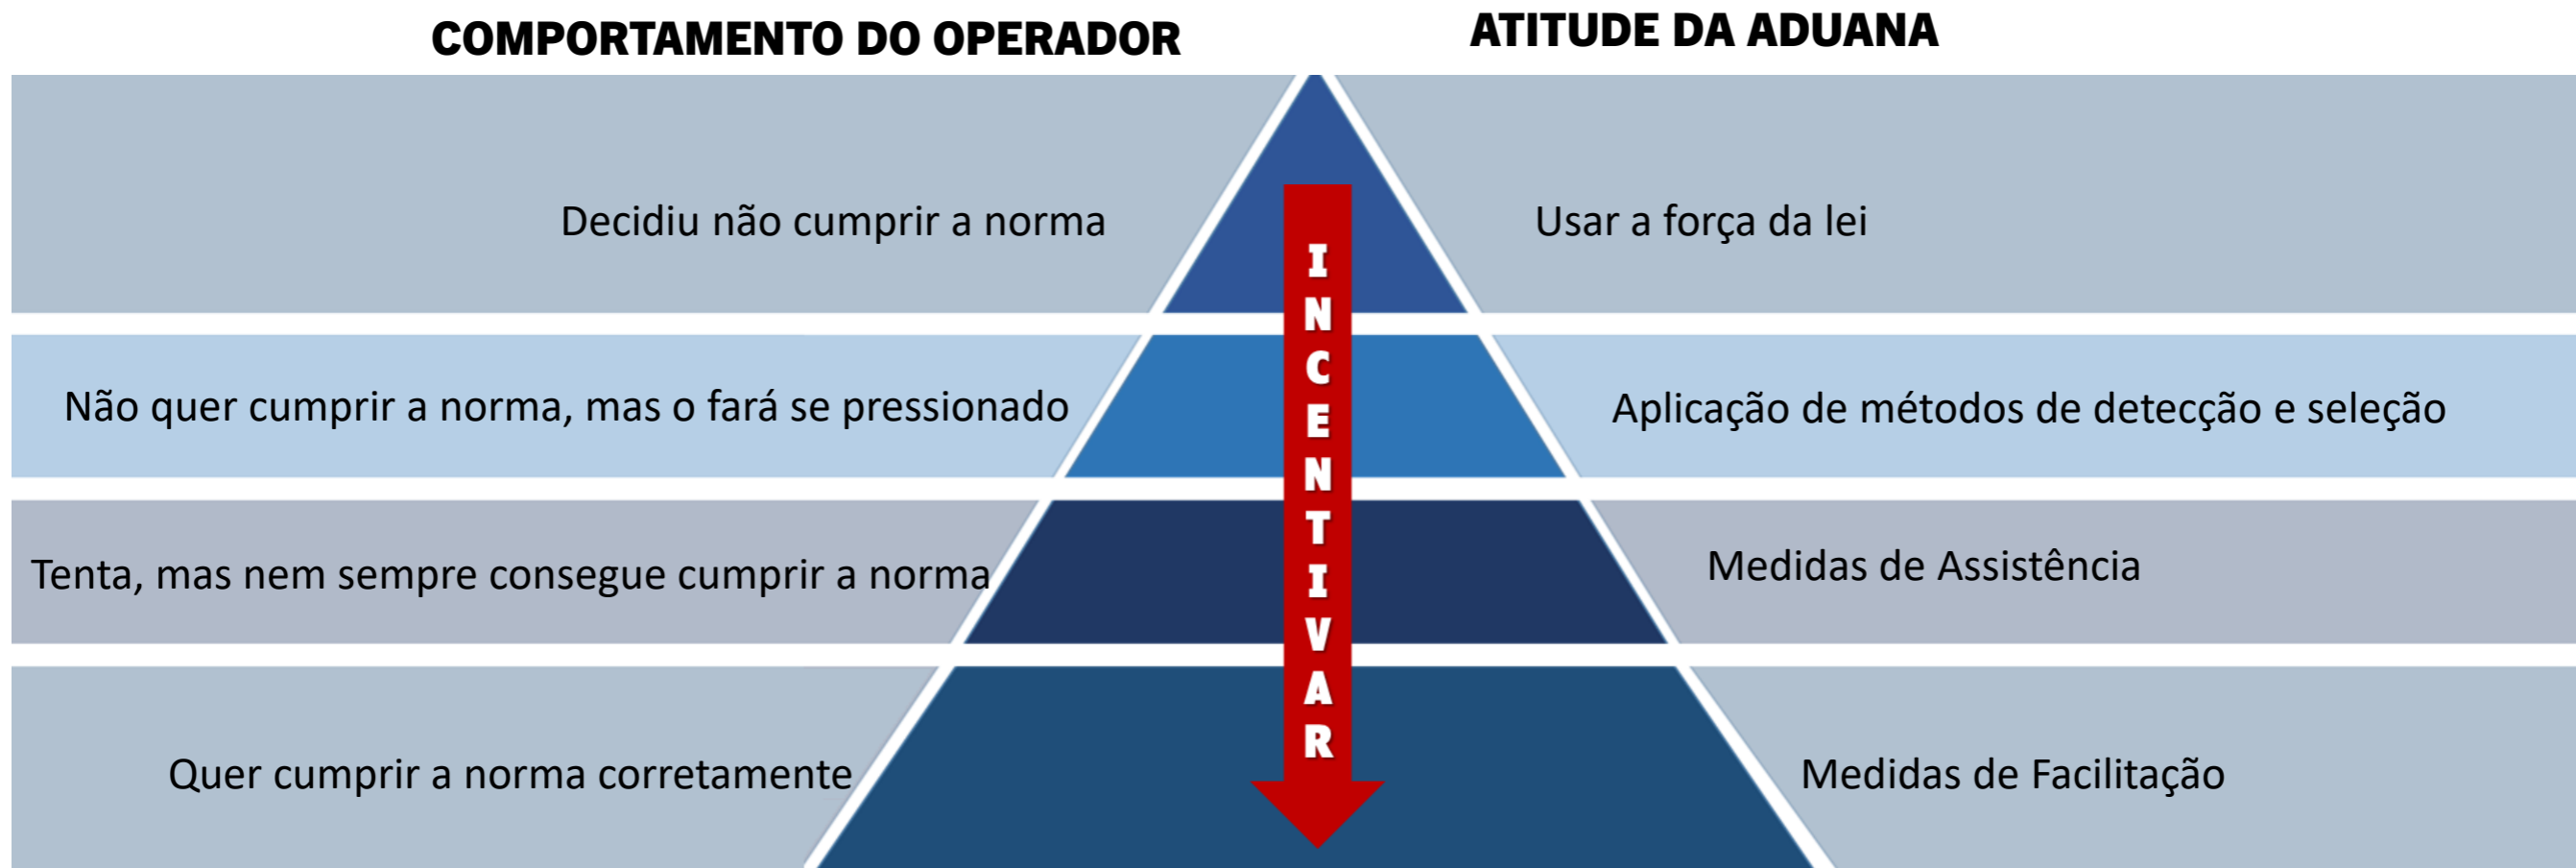 COMPORTAMENTO DO OPERADOR
ATITUDE DA ADUANA
Decidiu não cumprir a norma
Usar a força da lei
Não quer cumprir a norma, mas o fará se pressionado
Aplicação de métodos de detecção e seleção
Tenta, mas nem sempre consegue cumprir a norma
Medidas de Assistência
Quer cumprir a norma corretamente
Medidas de Facilitação
INCENTIVAR